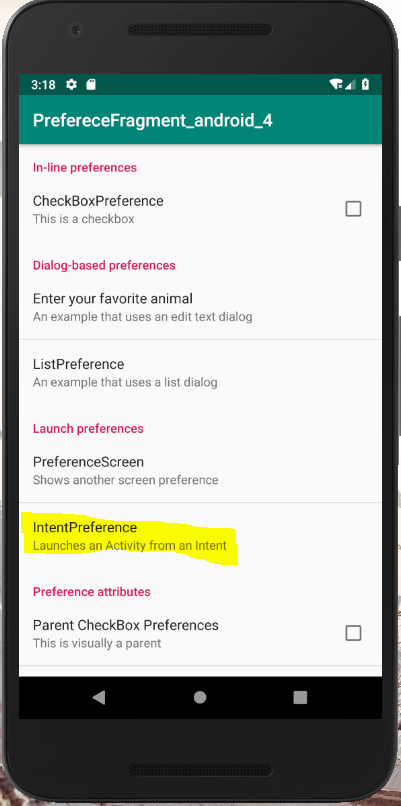 3:18
PrefereceFragment_android_4
In-line preferences
CheckBoxPreference
This is a checkbox
Dialog-based preferences
Enter your favorite animal
An example that uses an edit text dialog
ListPreference
An example that uses a list dialog
Launch preferences
PreferenceScreen
Shows another screen preference
IntentPreference
Launches an Activity from an Intent
Preference attributes
Parent CheckBox Preferences
This is visually a parent